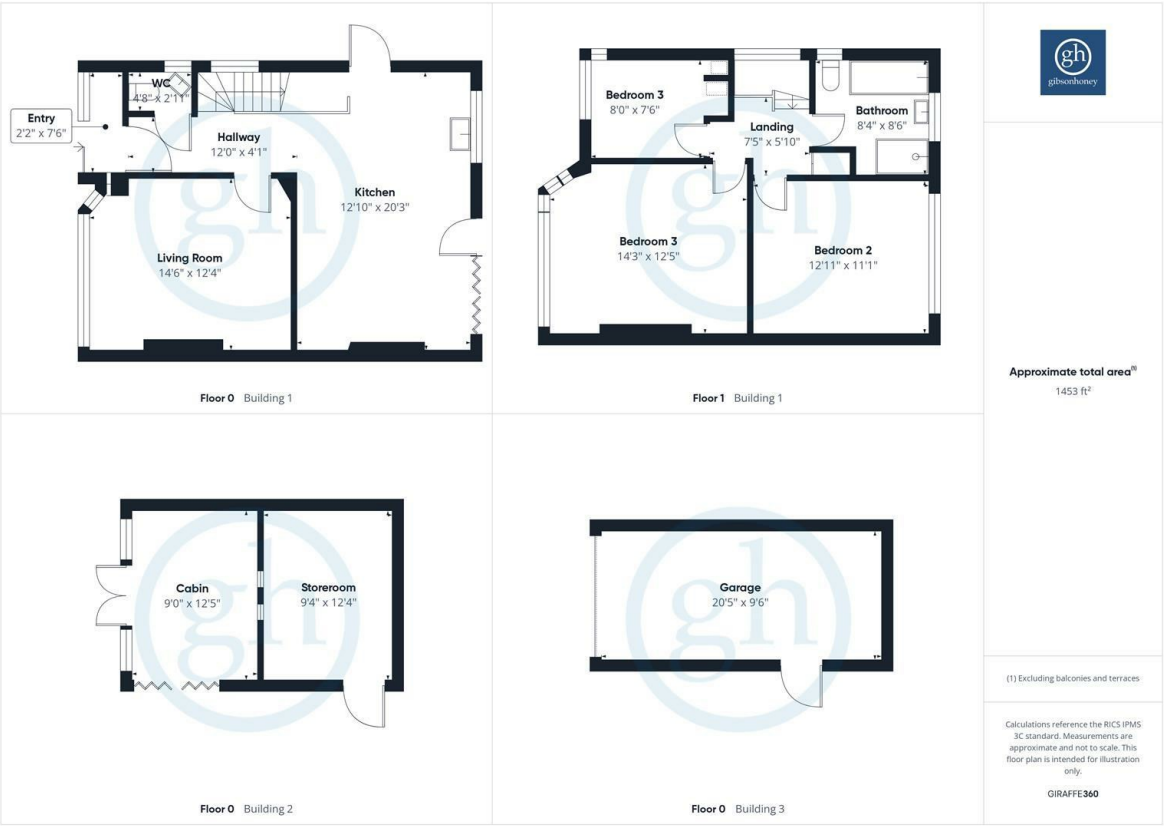 WC
4'8" x 2'11"
Entry
2'2" x 7'6"
Hallway
12'0" x 4'1"
Kitchen
12'10" x 20'3"
Living Room
14'6" x 12'4"
gh
Floor 0 Building 1
Bedroom 3
8'0" x 7'6"
Landing
7'5" x 5'10"
Bathroom
8'4" x 8'6"
Bedroom 3
14'3" x 12'5"
Bedroom 2
12'11" x 11'1"
gh
Floor 1 Building 1
Cabin
9'0" x 12'5"
Storeroom
9'4" x 12'4"
gh
Floor 0 Building 2
Garage
20'5" x 9'6"
gh
Floor 0 Building 3
gh
gibsonhoney
Approximate total area(1)
1453 ft²
(1) Excluding balconies and terraces
Calculations reference the RICS IPMS
3C standard. Measurements are
approximate and not to scale. This
floor plan is intended for illustration
only.
GIRAFFE360